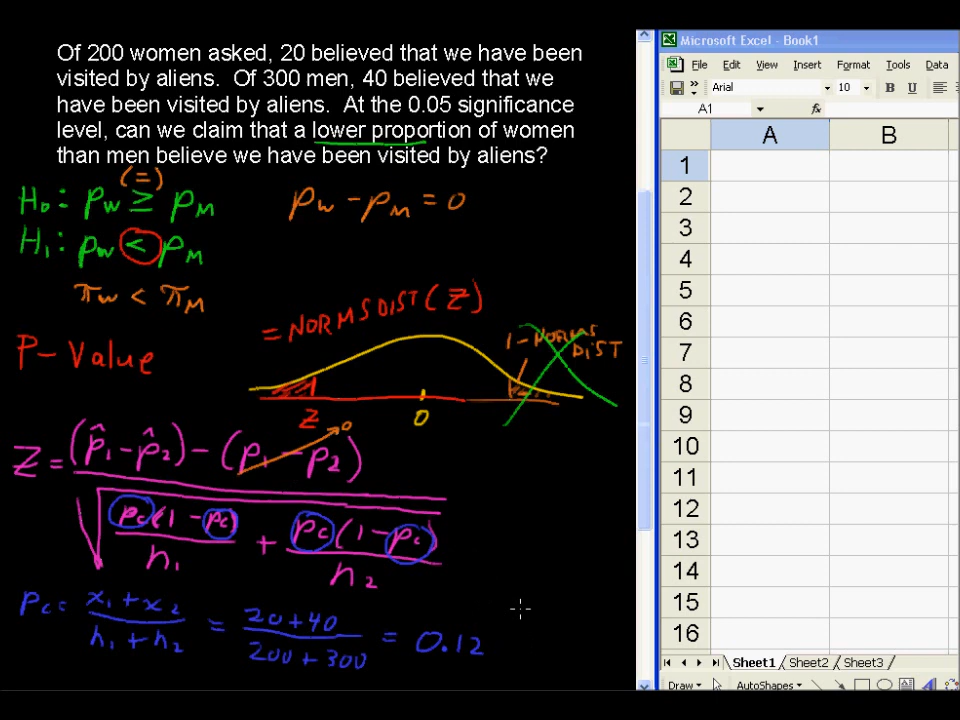 Of 200 women asked, 20 believed that we have been
visited by aliens.  Of 300 men, 40 believed that we
have been visited by aliens.  At the 0.05 significance
level, can we claim that a lower proportion of women
than men believe we have been visited by aliens?
(=)
H₀: pw ≥ pM
pw - pM = 0
H₁: pw < pM
πw < πM
= NORMSDIST(Z)
P-Value
1-NORMS
DIST
Z 0
Z = (p̂₁ - p̂₂) - (p₁ - p₂) 0
√ pc(1-pc) + pc(1-pc)
n₁ n₂
pc = x₁+x₂ = 20+40 = 0.12
n₁+n₂ 200+300
Microsoft Excel - Book1
File Edit View Insert Format Tools Data
Arial 10 B U
A1 fx
A B
1
2
3
4
5
6
7
8
9
10
11
12
13
14
15
16
Sheet1 Sheet2 Sheet3
Draw AutoShapes